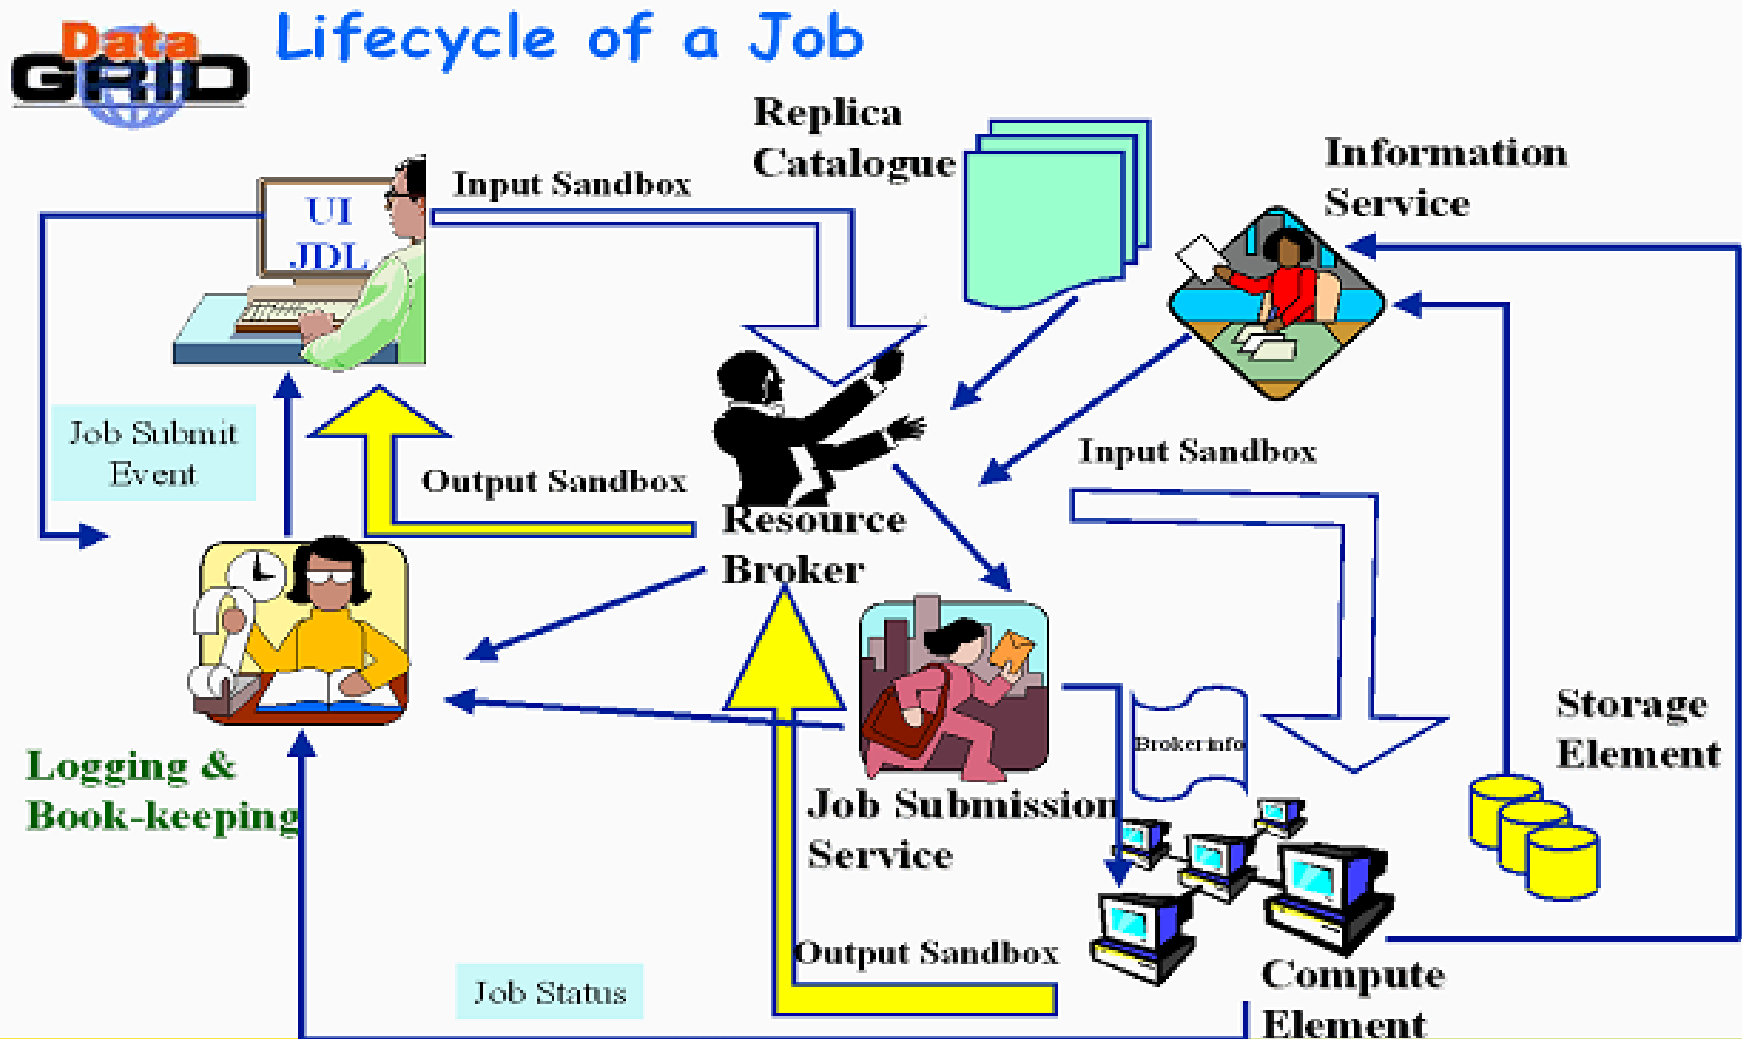 Data
GRID
Lifecycle of a Job
Replica
Catalogue
Information
Service
Input Sandbox
UI
JDL
Job Submit
Event
Output Sandbox
Input Sandbox
Resource
Broker
Storage
Element
Logging &
Book-keeping
Brokerinfo
Job Submission
Service
Output Sandbox
Job Status
Compute
Element